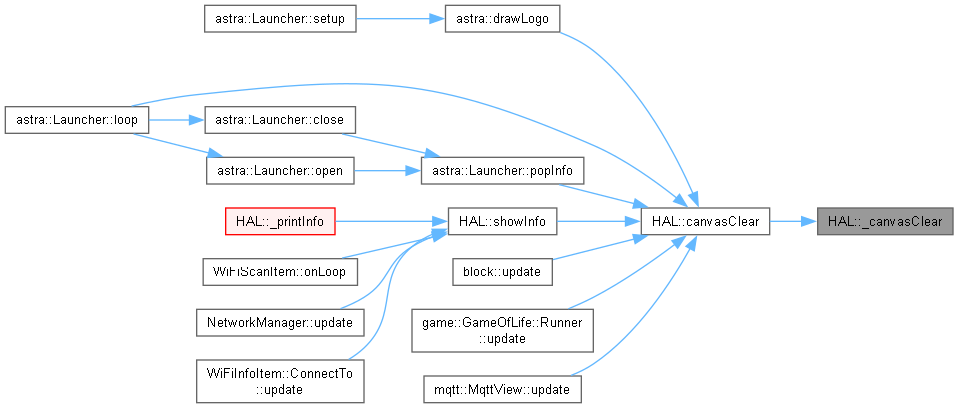 astra::Launcher::setup
astra::drawLogo
astra::Launcher::loop
astra::Launcher::close
astra::Launcher::open
astra::Launcher::popInfo
HAL::_printInfo
HAL::showInfo
HAL::canvasClear
HAL::_canvasClear
WiFiScanItem::onLoop
block::update
NetworkManager::update
game::GameOfLife::Runner
::update
WiFiInfoItem::ConnectTo
::update
mqtt::MqttView::update